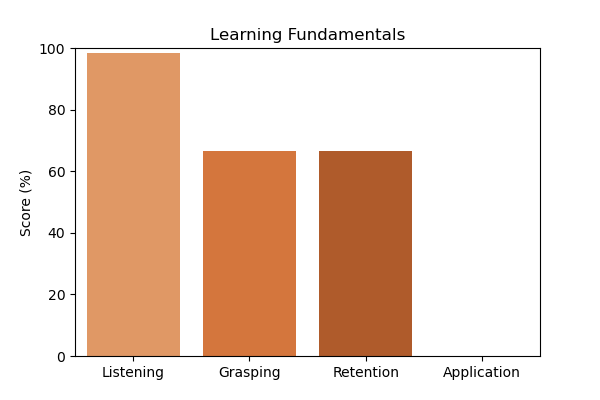 Learning Fundamentals
Score (%)
100
80
60
40
20
0
Listening Grasping Retention Application